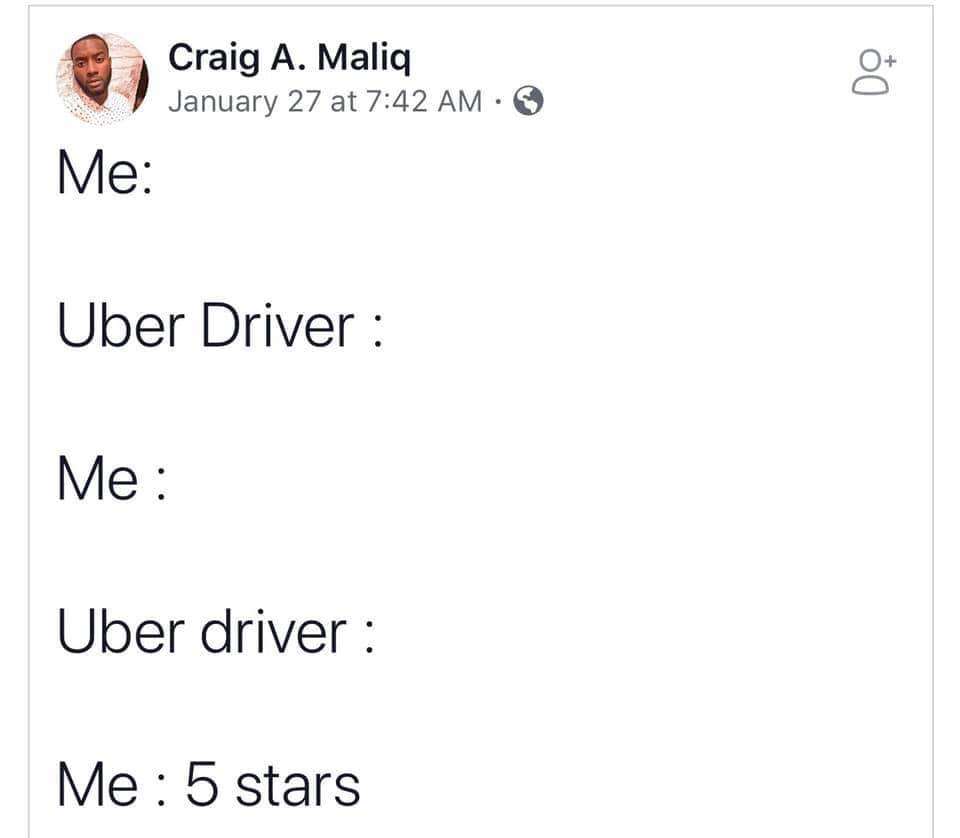 Craig A. Maliq
January 27 at 7:42 AM ·
Me:
Uber Driver :
Me :
Uber driver :
Me : 5 stars